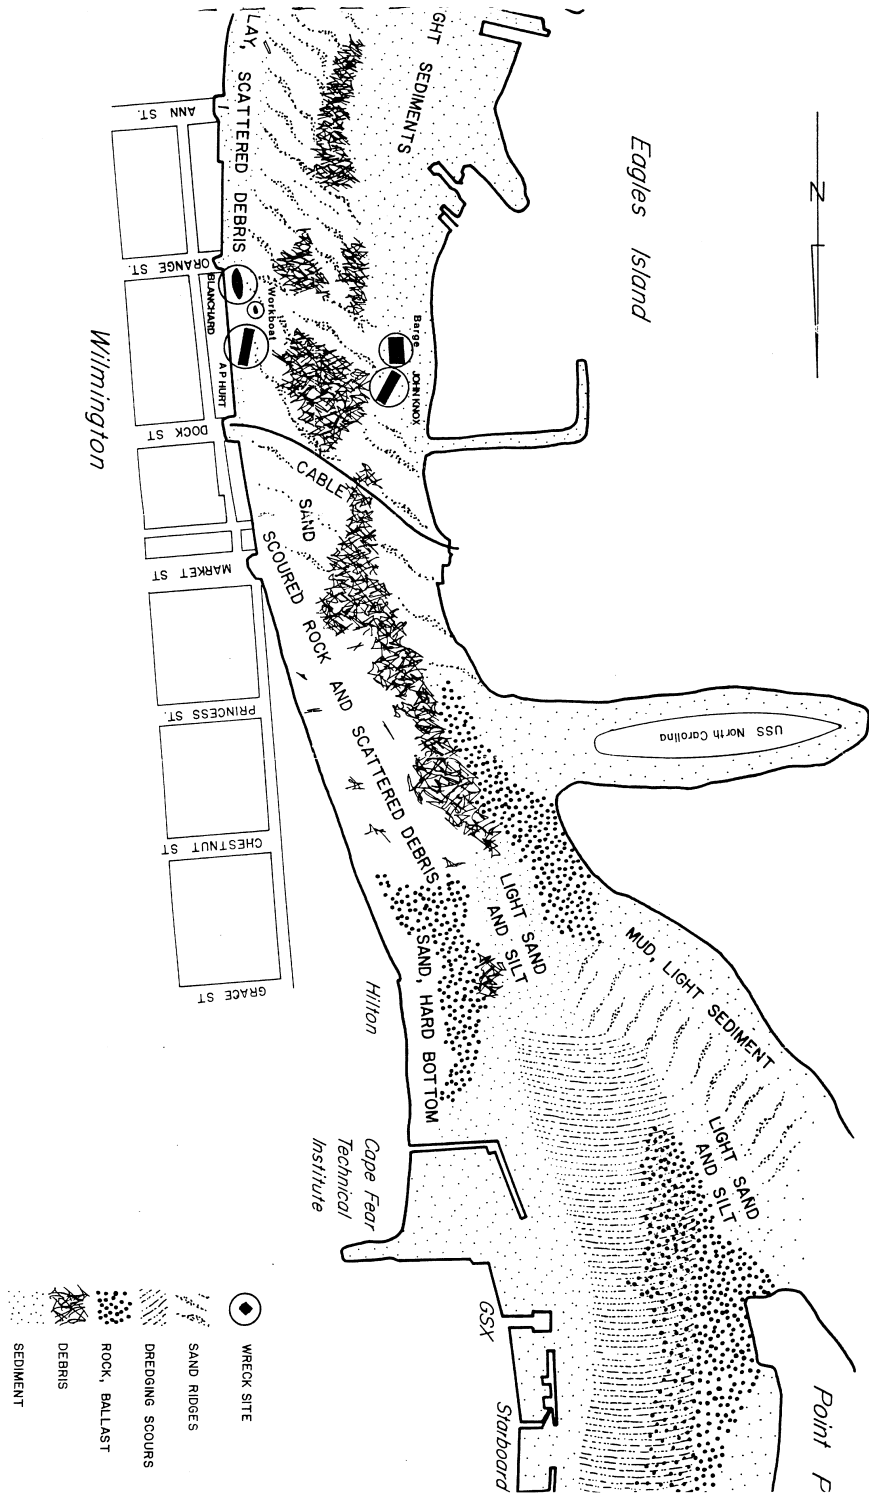 LAY, SCATTERED DEBRIS
GHT SEDIMENTS
Eagles Island
N
ANN ST.
ORANGE ST.
BLANCHARD
Workboat
A P HURT
Barge
JOHN KNOX
DOCK ST
Wilmington
CABLE
SAND
SCOURED ROCK AND SCATTERED DEBRIS
MARKET ST
PRINCESS ST.
CHESTNUT ST
GRACE ST
USS North Carolina
LIGHT SAND
AND SILT
MUD, LIGHT SEDIMENT
SAND, HARD BOTTOM
Hilton
LIGHT SAND
AND SILT
Cape Fear
Technical
Institute
GSX
Starboard
Point P
WRECK SITE
SAND RIDGES
DREDGING SCOURS
ROCK, BALLAST
DEBRIS
SEDIMENT